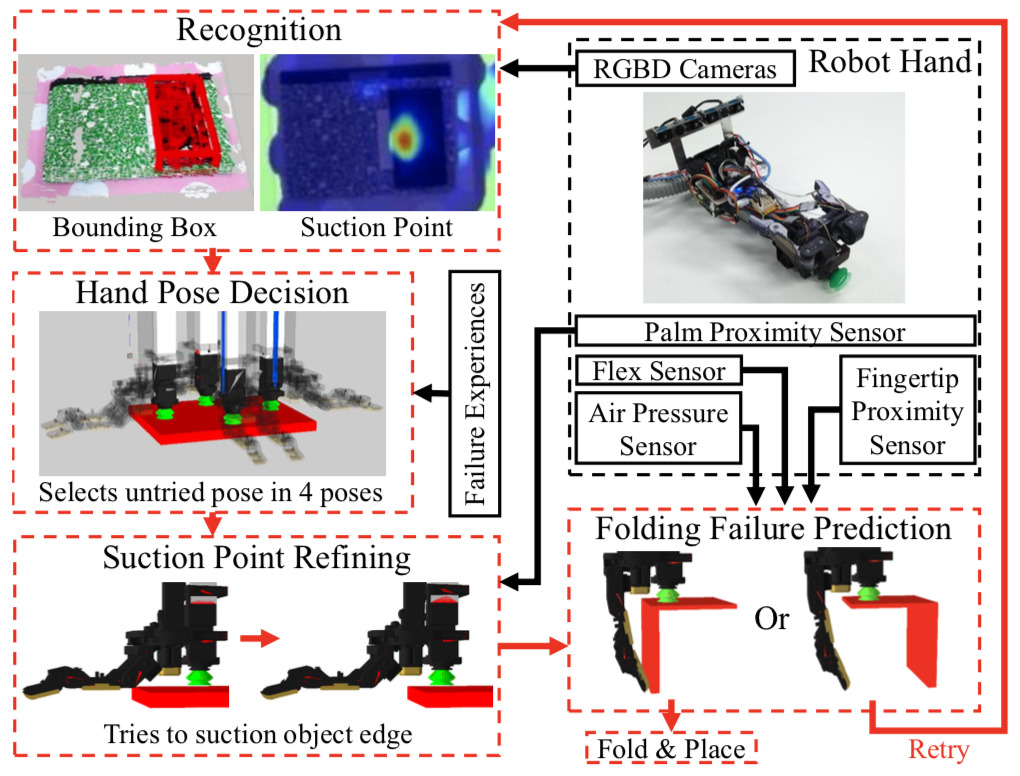 Recognition
Bounding Box
Suction Point
RGBD Cameras
Robot Hand
Hand Pose Decision
Selects untried pose in 4 poses
Failure Experiences
Palm Proximity Sensor
Flex Sensor
Air Pressure
Sensor
Fingertip
Proximity
Sensor
Suction Point Refining
Tries to suction object edge
Folding Failure Prediction
Or
Fold & Place
Retry